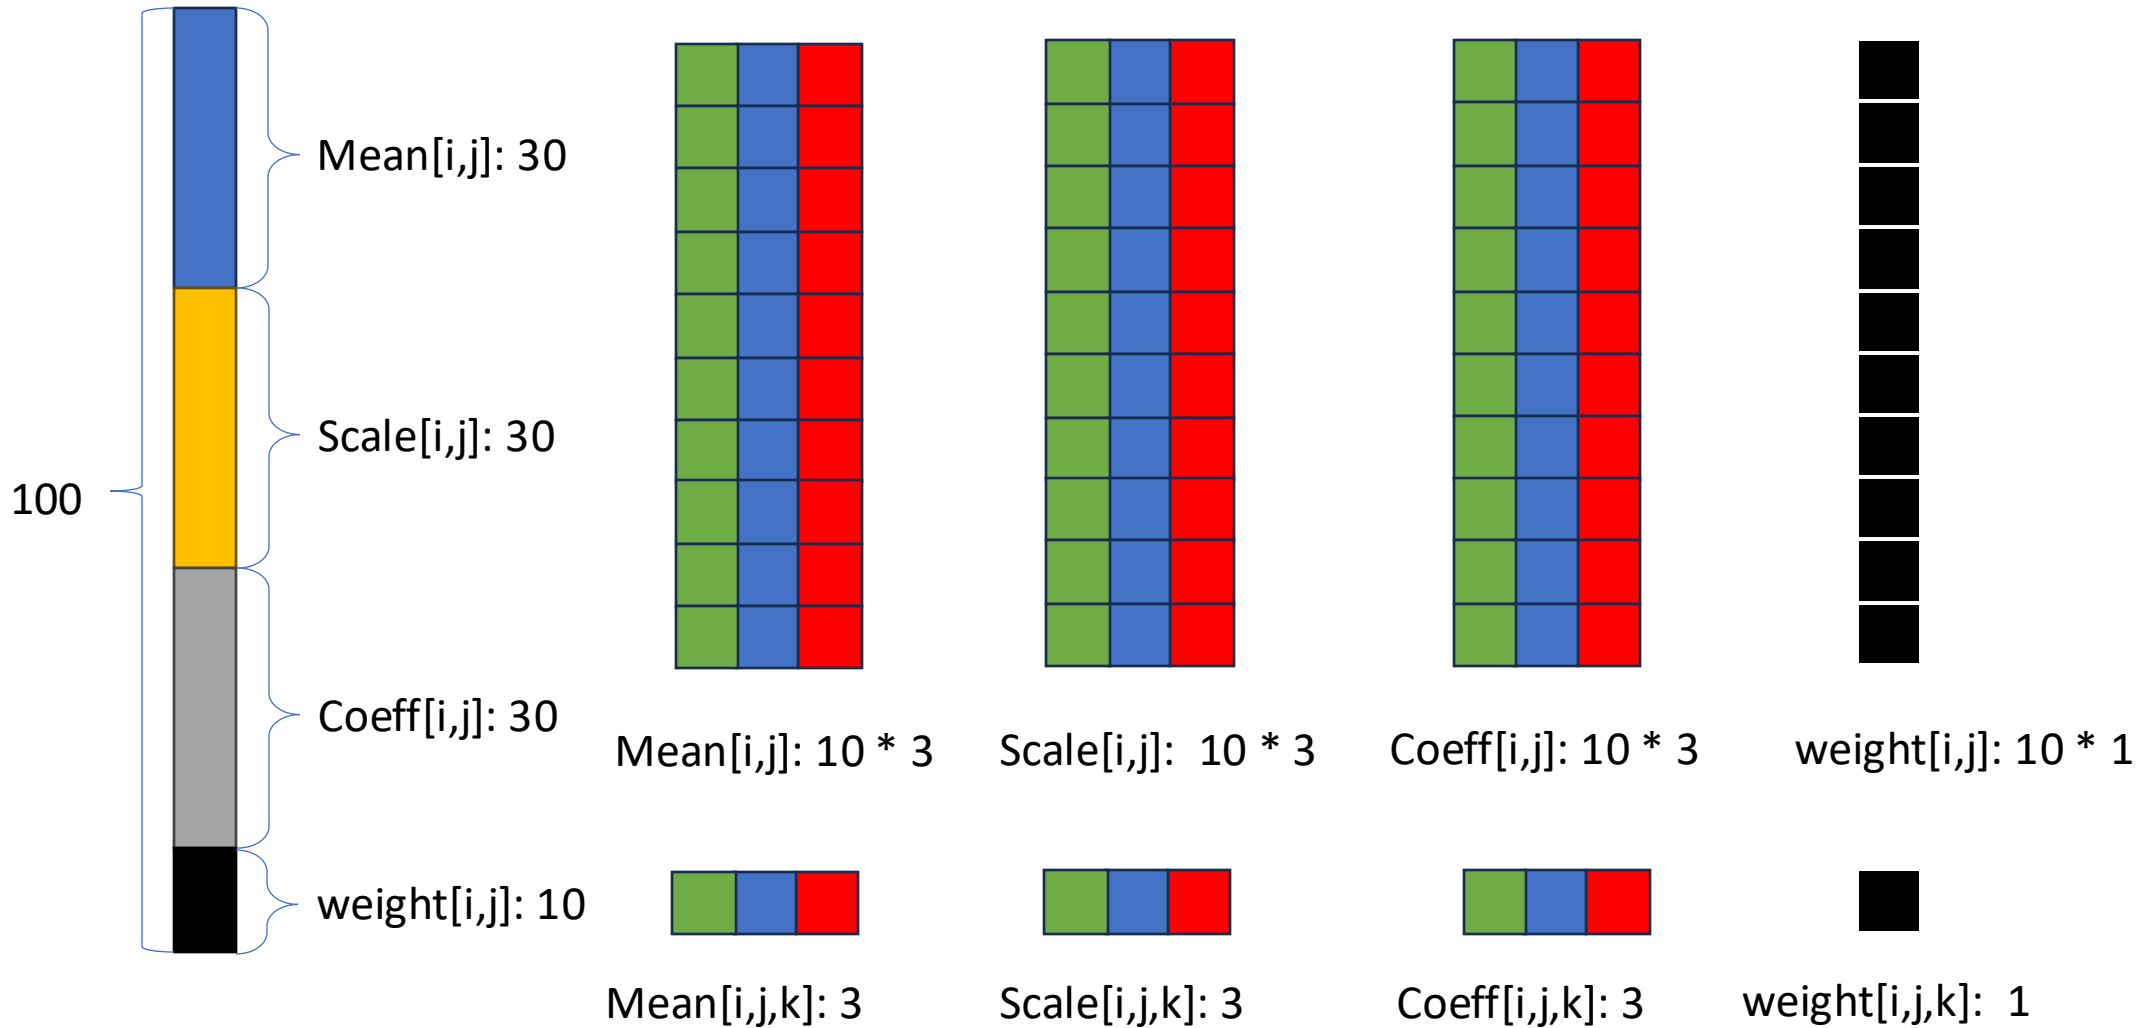 100
Mean[i,j]: 30
Scale[i,j]: 30
Coeff[i,j]: 30
weight[i,j]: 10
Mean[i,j]: 10 * 3
Scale[i,j]:  10 * 3
Coeff[i,j]: 10 * 3
weight[i,j]: 10 * 1
Mean[i,j,k]: 3
Scale[i,j,k]: 3
Coeff[i,j,k]: 3
weight[i,j,k]:  1